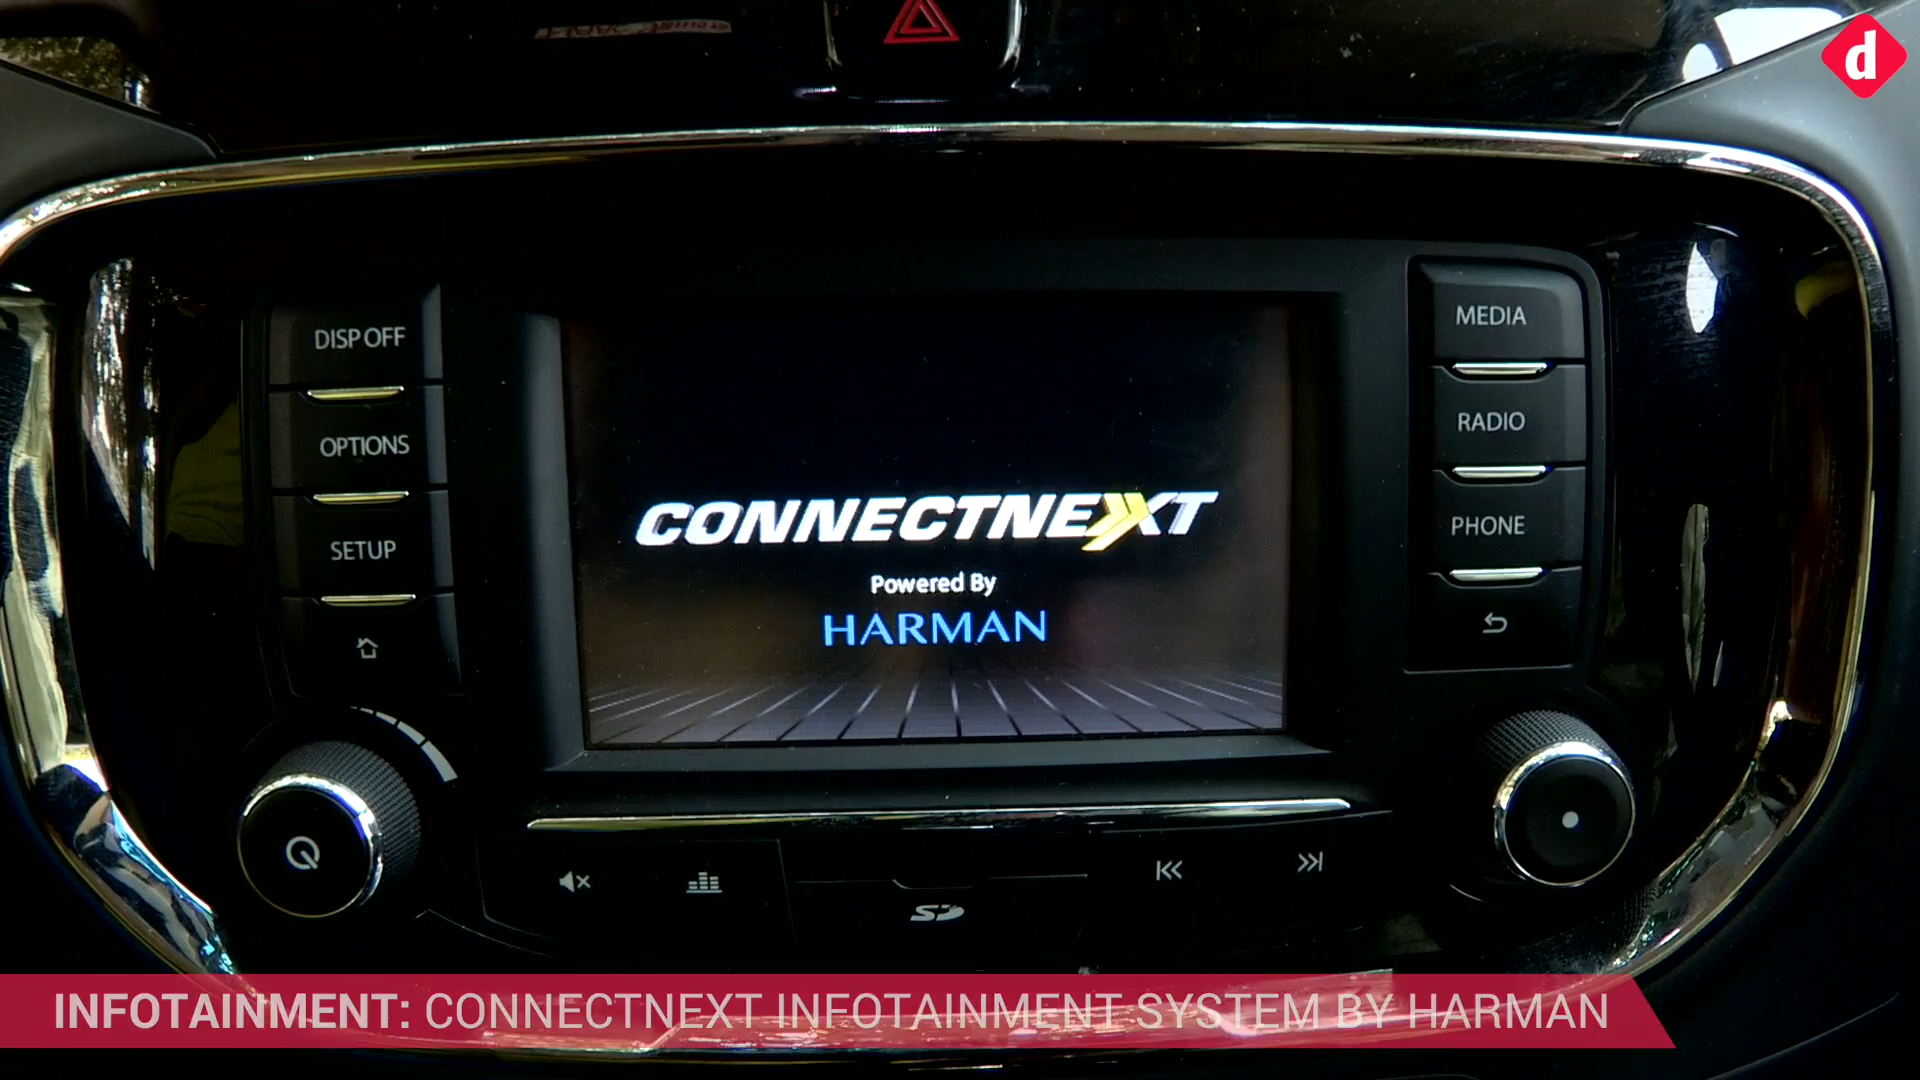 d
DISP OFF
OPTIONS
SETUP
MEDIA
RADIO
PHONE
CONNECTNEXT
Powered By
HARMAN
SD
INFOTAINMENT: CONNECTNEXT INFOTAINMENT SYSTEM BY HARMAN